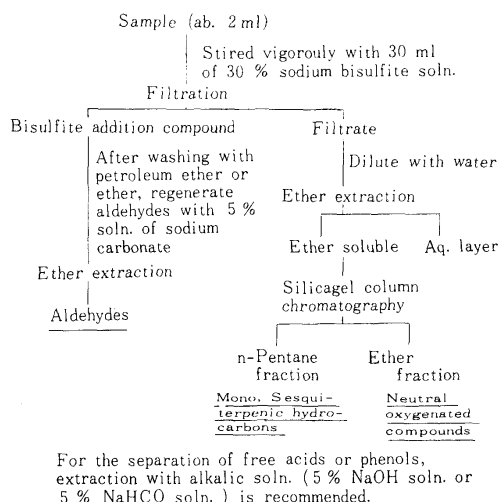 Sample (ab. 2 ml)
Stired vigorouly with 30 ml
of 30 % sodium bisulfite soln.
Filtration
Bisulfite addition compound
After washing with
petroleum ether or
ether, regenerate
aldehydes with 5 %
soln. of sodium
carbonate
Ether extraction
Aldehydes
Filtrate
Dilute with water
Ether extraction
Ether soluble
Aq. layer
Silicagel column
chromatography
n-Pentane
fraction
Mono, Sesqui-
terpenic hydro-
carbons
Ether
fraction
Neutral
oxygenated
compounds
For the separation of free acids or phenols,
extraction with alkalic soln. (5 % NaOH soln. or
5 % NaHCO soln. ) is recommended.